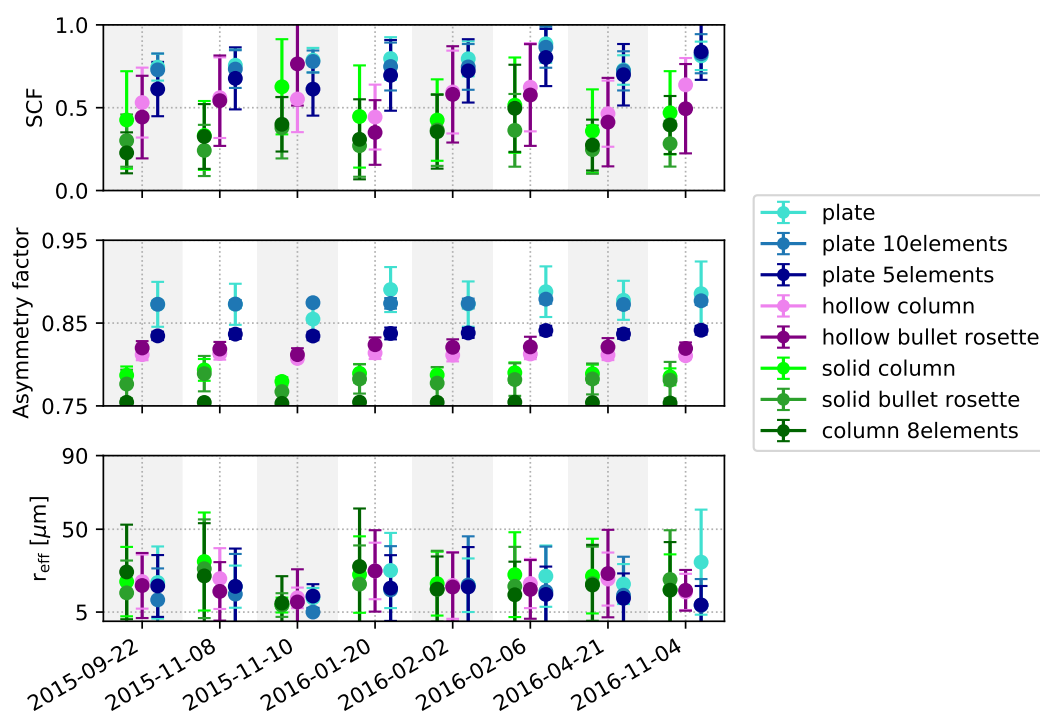 1.0
0.5
0.0
SCF
0.95
0.85
0.75
Asymmetry factor
90
50
5
r_eff [μm]
2015-09-22
2015-11-08
2015-11-10
2016-01-20
2016-02-02
2016-02-06
2016-04-21
2016-11-04
plate
plate 10elements
plate 5elements
hollow column
hollow bullet rosette
solid column
solid bullet rosette
column 8elements